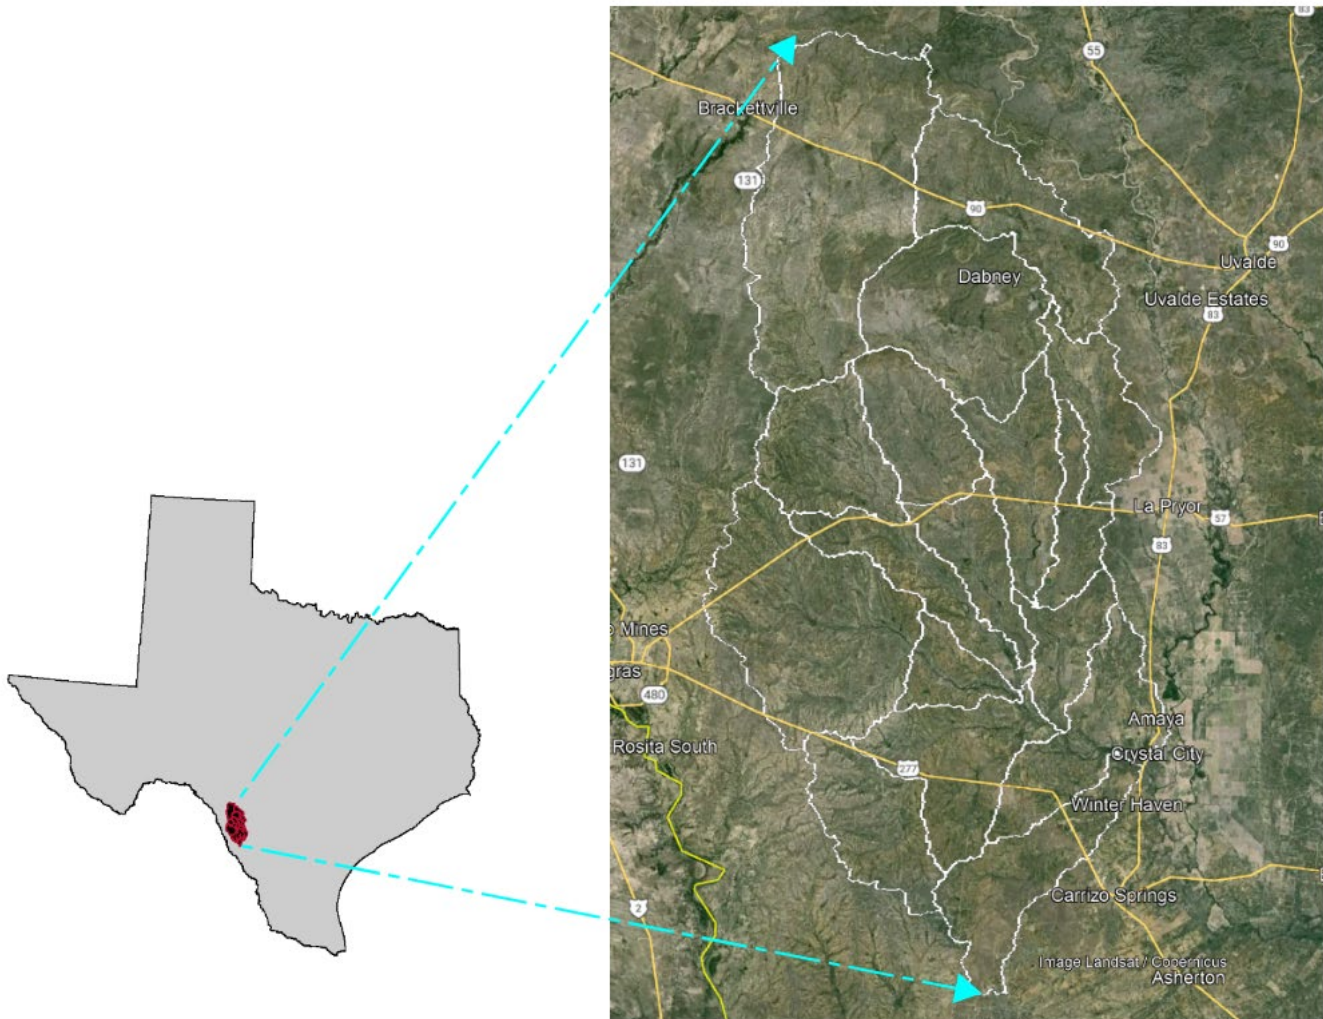 83
55
Brackettville
131
90
90
Uvalde
Dabney
Uvalde Estates
83
131
La Pryor
57
E
83
Mines
gras
480
Amaya
Rosita South
Crystal City
277
Winter Haven
E
Carrizo Springs
2
Image Landsat / Copernicus
Asherton